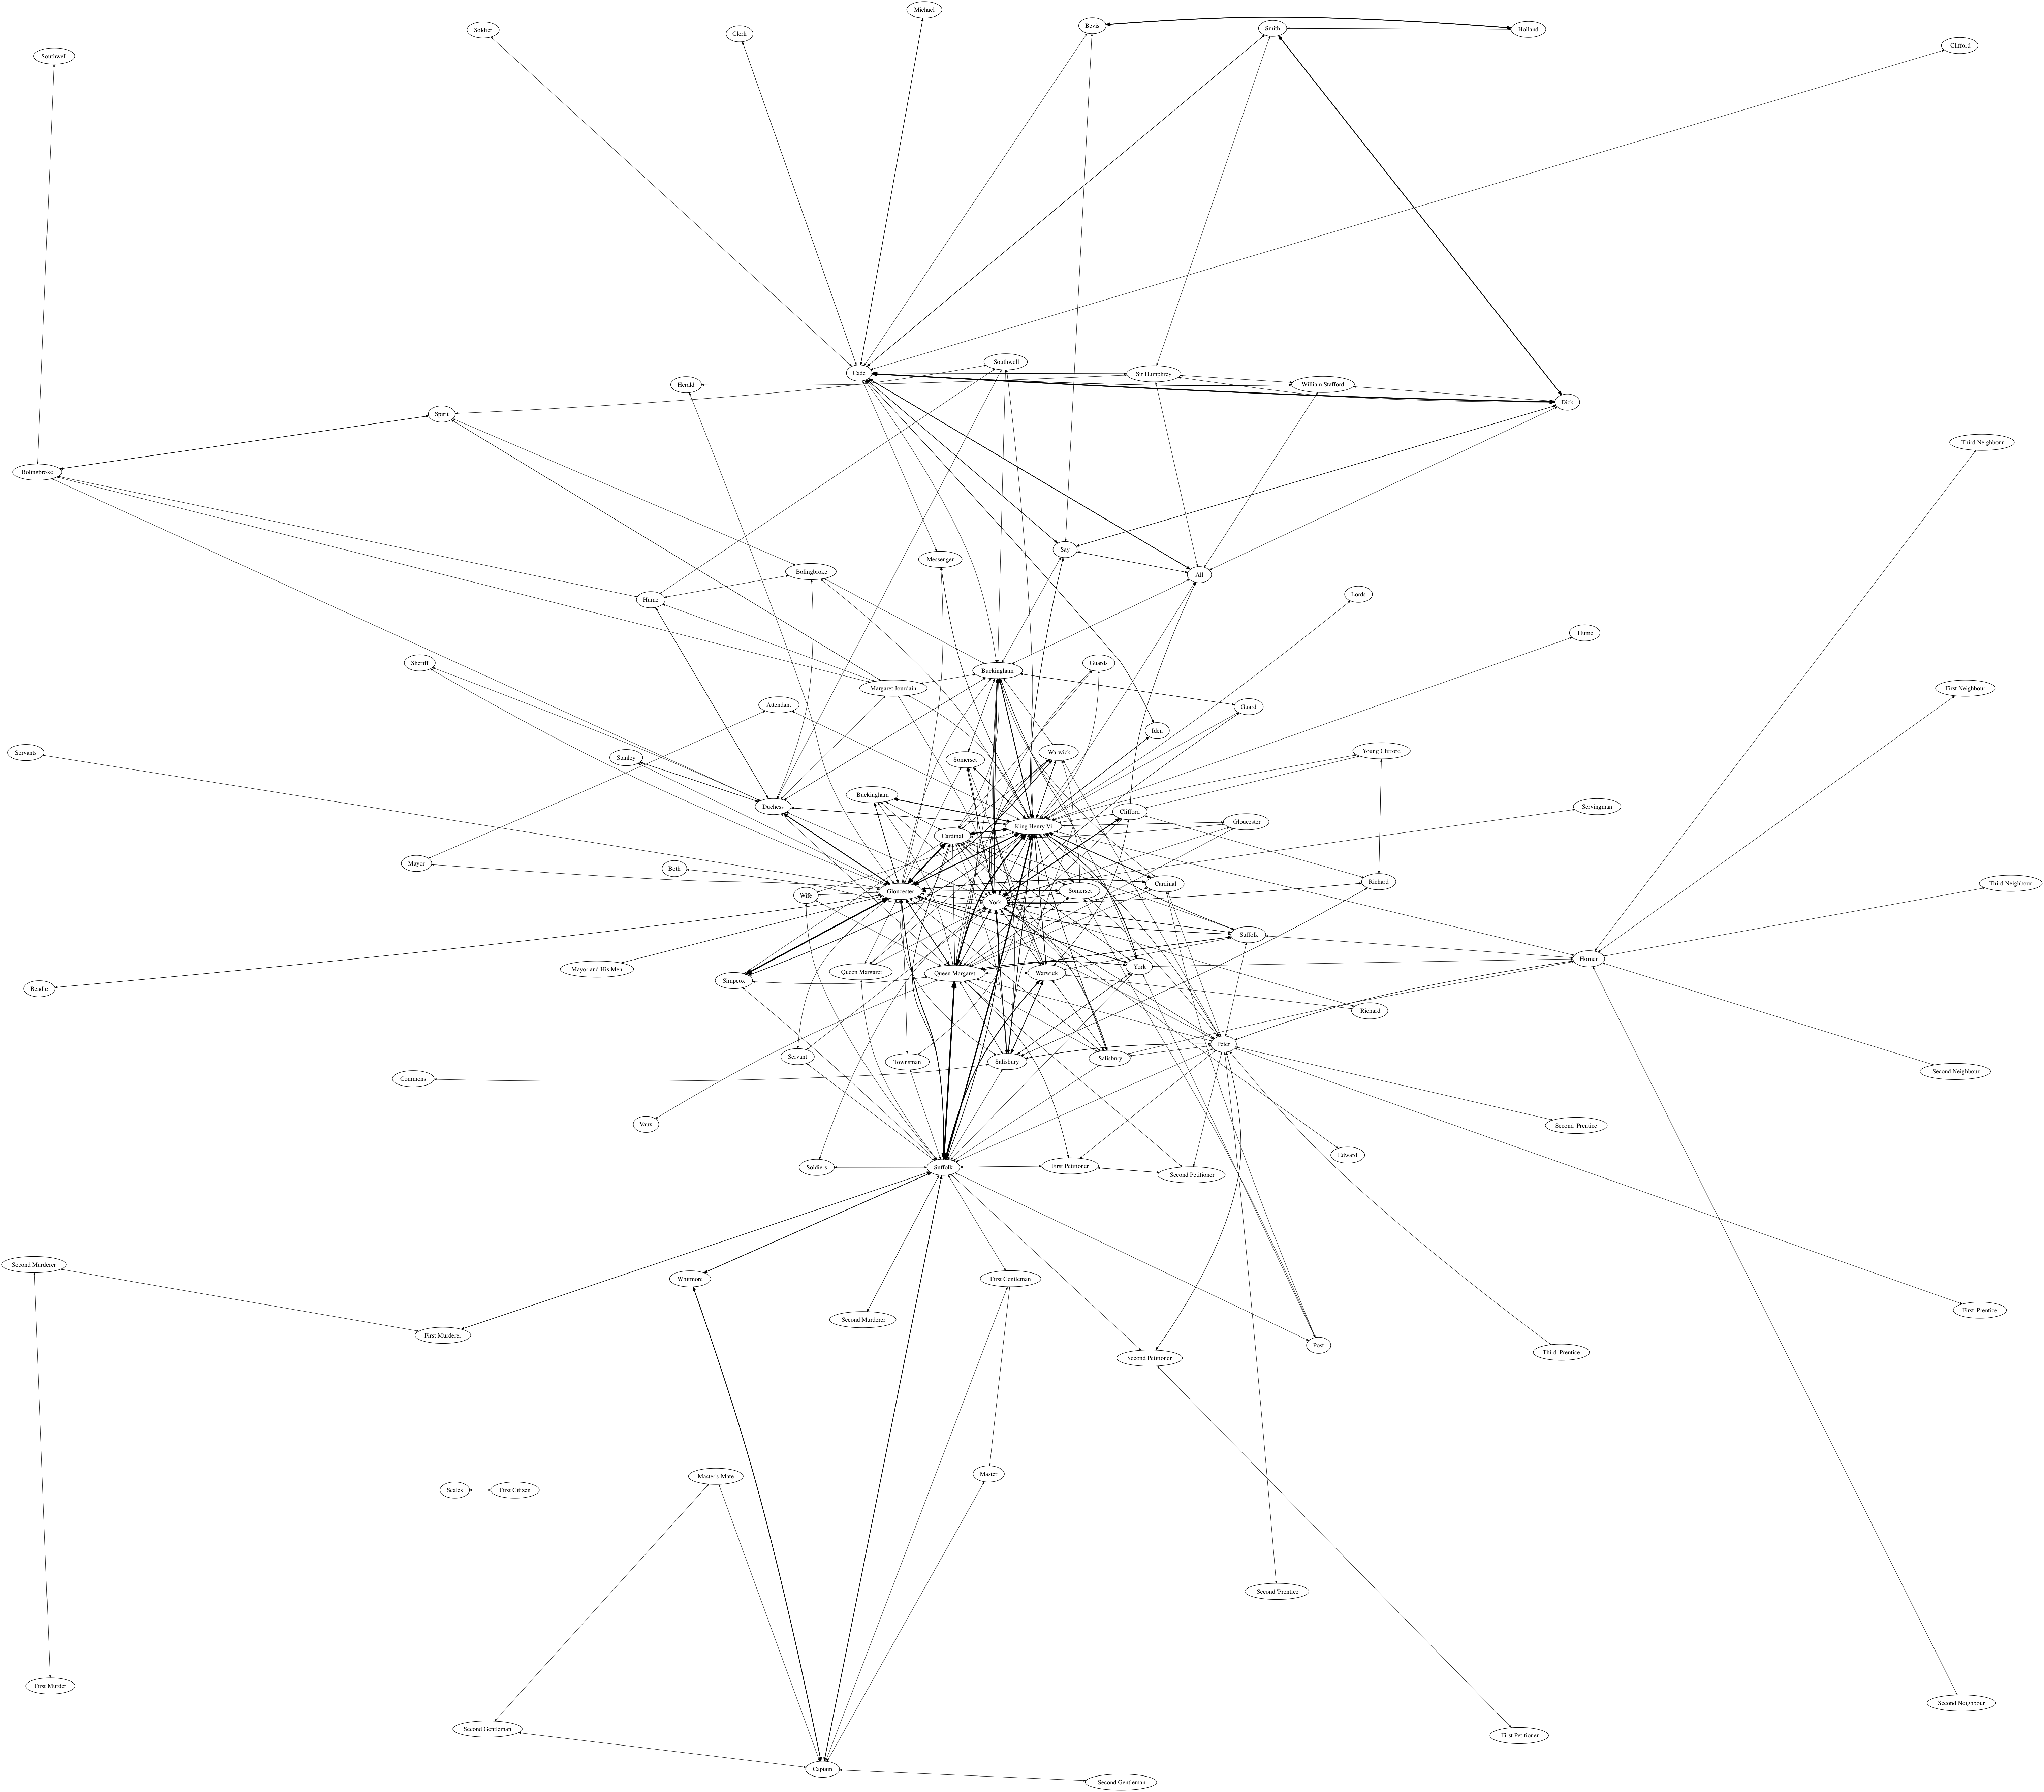 Michael
Soldier
Clerk
Bevis
Smith
Holland
Clifford
Southwell
Southwell
Cade
Sir Humphrey
Herald
William Stafford
Dick
Spirit
Third Neighbour
Bolingbroke
Say
Messenger
Bolingbroke
All
Lords
Hume
Hume
Sheriff
Guards
Buckingham
Margaret Jourdain
First Neighbour
Attendant
Guard
Iden
Servants
Stanley
Somerset
Warwick
Young Clifford
Buckingham
Duchess
Servingman
Clifford
Gloucester
King Henry Vi
Cardinal
Mayor
Both
Wife
Gloucester
Somerset
Cardinal
Richard
Third Neighbour
York
Suffolk
Horner
Mayor and His Men
Queen Margaret
Queen Margaret
Warwick
York
Simpcox
Beadle
Richard
Peter
Servant
Townsman
Salisbury
Salisbury
Second Neighbour
Commons
Vaux
Second 'Prentice
Edward
Soldiers
Suffolk
First Petitioner
Second Petitioner
Second Murderer
Whitmore
First Gentleman
First 'Prentice
Second Murderer
First Murderer
Post
Third 'Prentice
Second Petitioner
Master's-Mate
Master
Scales
First Citizen
Second 'Prentice
First Murder
Second Neighbour
Second Gentleman
First Petitioner
Captain
Second Gentleman